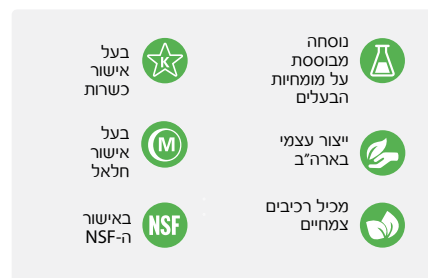 נוסחה
מבוססת
על מומחיות
הבעלים
ייצור עצמי
בארה"ב
מכיל רכיבים
צמחיים
K
בעל
אישור
כשרות
M
בעל
אישור
חלאל
NSF
באישור
ה-NSF